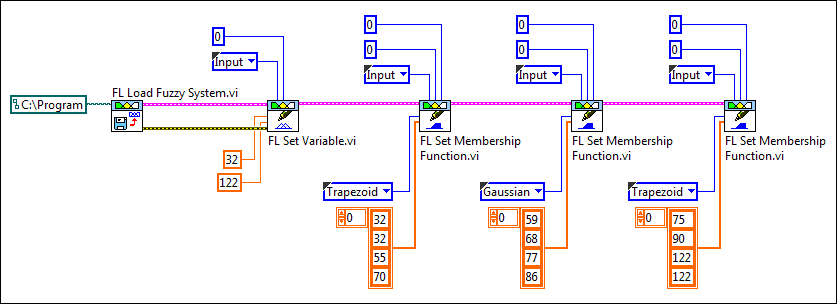 0
Input
0
0
Input
0
0
Input
0
0
Input
FL Load Fuzzy System.vi
C:\Program
FL Set Variable.vi
FL Set Membership
Function.vi
FL Set Membership
Function.vi
FL Set Membership
Function.vi
32
122
Trapezoid
0
32
32
55
70
Gaussian
0
59
68
77
86
Trapezoid
0
75
90
122
122